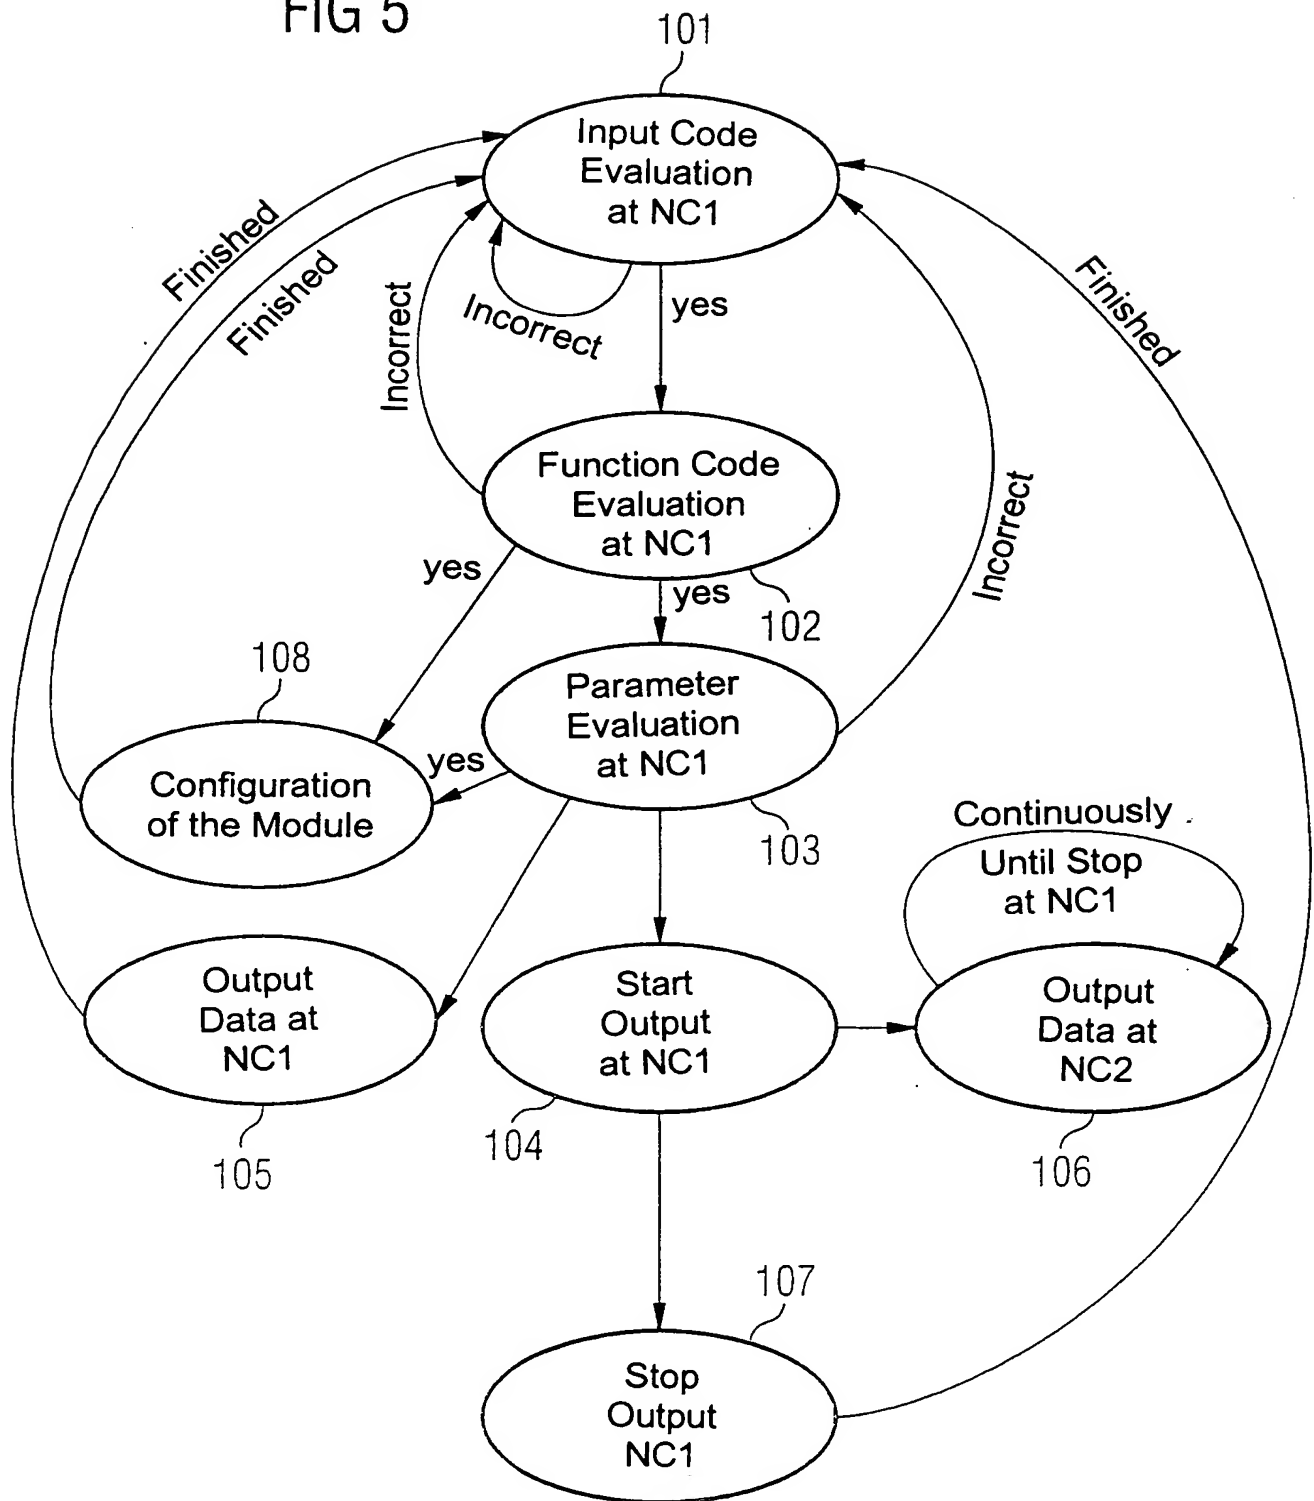 FIG 5
101
Input Code
Evaluation
at NC1
Finished
Finished
Incorrect
Incorrect
yes
Finished
Function Code
Evaluation
at NC1
Incorrect
yes
yes
102
108
Parameter
Evaluation
at NC1
yes
Configuration
of the Module
103
Continuously
Until Stop
at NC1
Output
Data at
NC1
Start
Output
at NC1
Output
Data at
NC2
105
104
106
107
Stop
Output
NC1